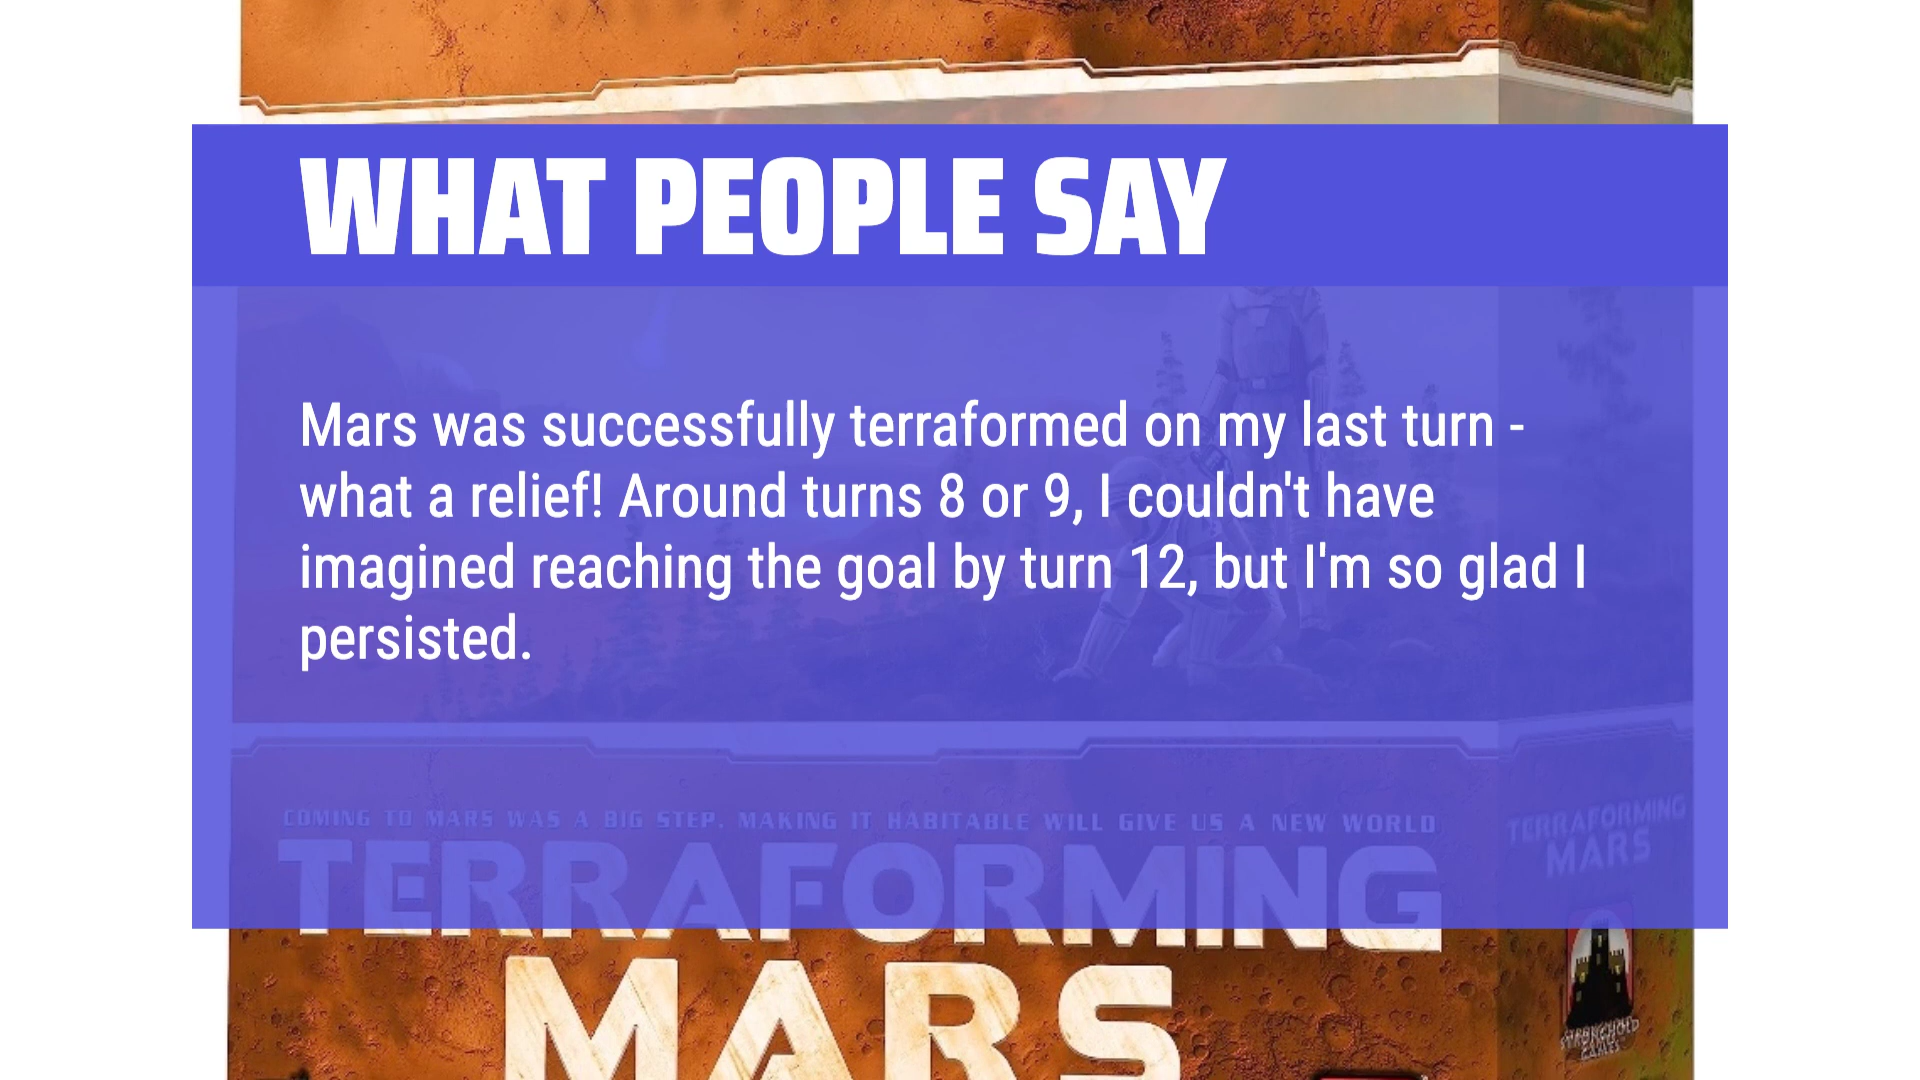 WHAT PEOPLE SAY
Mars was successfully terraformed on my last turn -
what a relief! Around turns 8 or 9, I couldn't have
imagined reaching the goal by turn 12, but I'm so glad I
persisted.
COMING TO MARS WAS A BIG STEP. MAKING IT HABITABLE WILL GIVE US A NEW WORLD
TERRAFORMING
MARS
TERRAFORMING
MARS
STRONGHOLD
GAMES